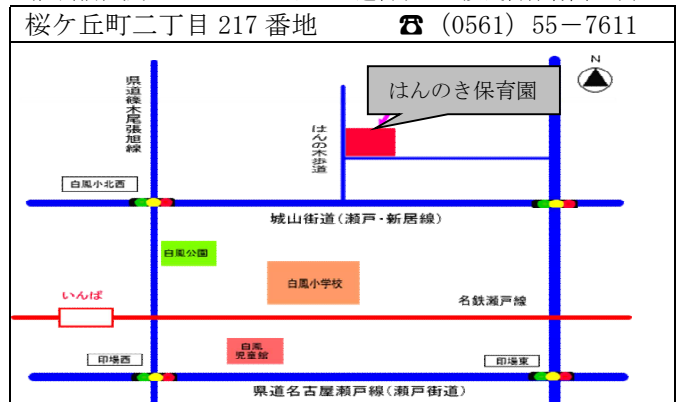 桜ケ丘町二丁目 217 番地 ☎（0561）55－7611
N
県道篠木尾張旭線
はんのき保育園
はんの木歩道
白鳳小北西
城山街道（瀬戸・新居線）
白鳳公園
白鳳小学校
いんば
名鉄瀬戸線
白鳳
児童館
印場西
印場東
県道名古屋瀬戸線（瀬戸街道）